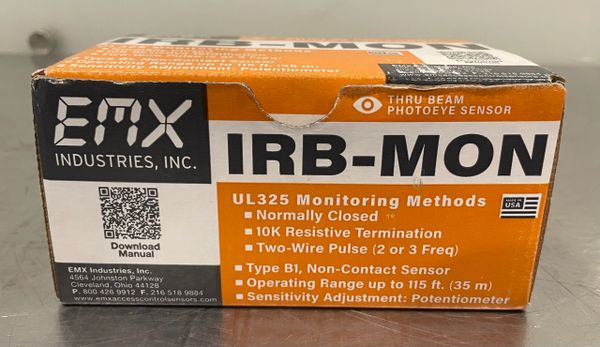 IRB-MON
Potentiometer
THRU BEAM
PHOTOEYE SENSOR
EMX
INDUSTRIES, INC.
IRB-MON
Download
Manual
UL325 Monitoring Methods
■ Normally Closed
■ 10K Resistive Termination
■ Two-Wire Pulse (2 or 3 Freq)
MADE IN
USA
■ Type B1, Non-Contact Sensor
■ Operating Range up to 115 ft. (35 m)
■ Sensitivity Adjustment: Potentiometer
EMX Industries, Inc.
4564 Johnston Parkway
Cleveland, Ohio 44128
P. 800 426 9912 F. 216 518 9884
www.emxaccesscontrolsensors.com